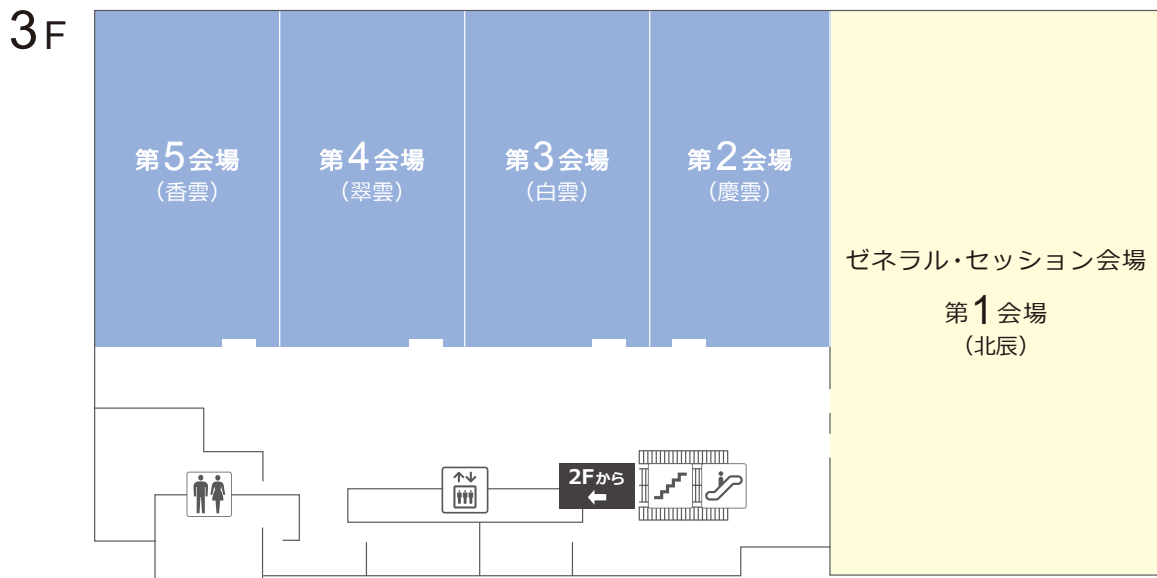 3F
第5会場
（香雲）
第4会場
（翠雲）
第3会場
（白雲）
第2会場
（慶雲）
ゼネラル・セッション会場
第1会場
（北辰）
2Fから
←